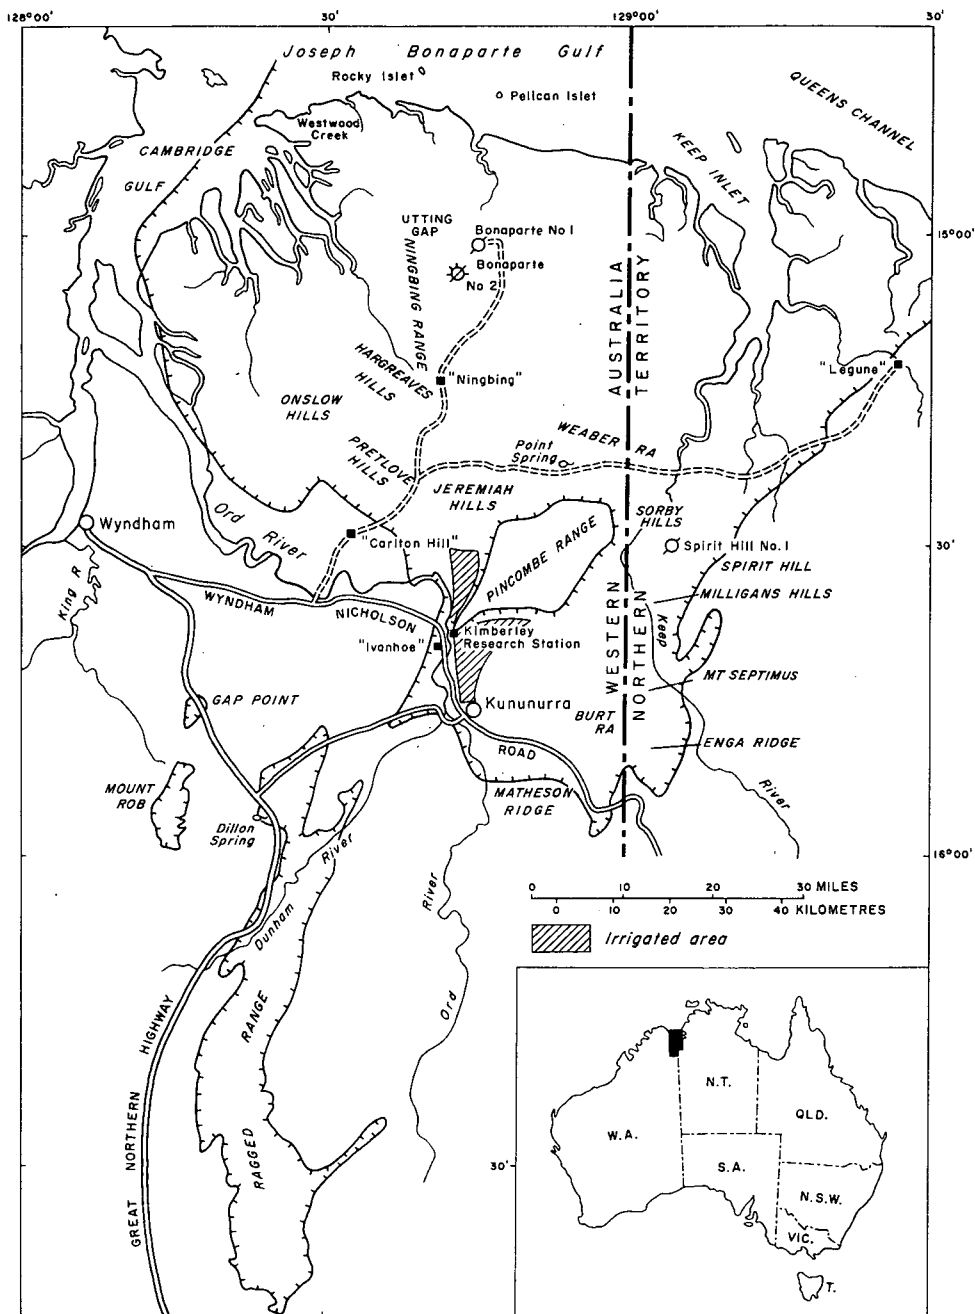 128°00'
30'
129°00'
30'
Joseph Bonaparte Gulf
Rocky Islet
Pelican Islet
QUEENS CHANNEL
Westwood
Creek
CAMBRIDGE
GULF
KEEP INLET
UTTING
GAP
Bonaparte No 1
15°00'
NINGBING RANGE
Bonaparte
No 2
AUSTRALIA
TERRITORY
HARGREAVES
HILLS
"Ningbing"
"Legune"
ONSLOW
HILLS
WEABER RA
Point
Spring
PRETLOVE
HILLS
JEREMIAH
HILLS
Ord River
SORBY
HILLS
Wyndham
"Carlton Hill"
PINCOMBE RANGE
Spirit Hill No.1
30'
SPIRIT HILL
King R
WYNDHAM
NICHOLSON
MILLIGANS HILLS
Kimberley
Research Station
"Ivanhoe"
WESTERN
NORTHERN
Keep
MT SEPTIMUS
GAP POINT
Kununurra
BURT
RA
ROAD
ENGA RIDGE
MOUNT
ROB
MATHESON
RIDGE
River
Dillon
Spring
River
16°00'
River
0 10 20 30 MILES
0 10 20 30 40 KILOMETRES
Dunham
Irrigated area
Ord
RANGE
HIGHWAY
NORTHERN
GREAT
RAGGED
30'
N.T.
QLD.
W.A.
S.A.
N.S.W.
VIC.
T.